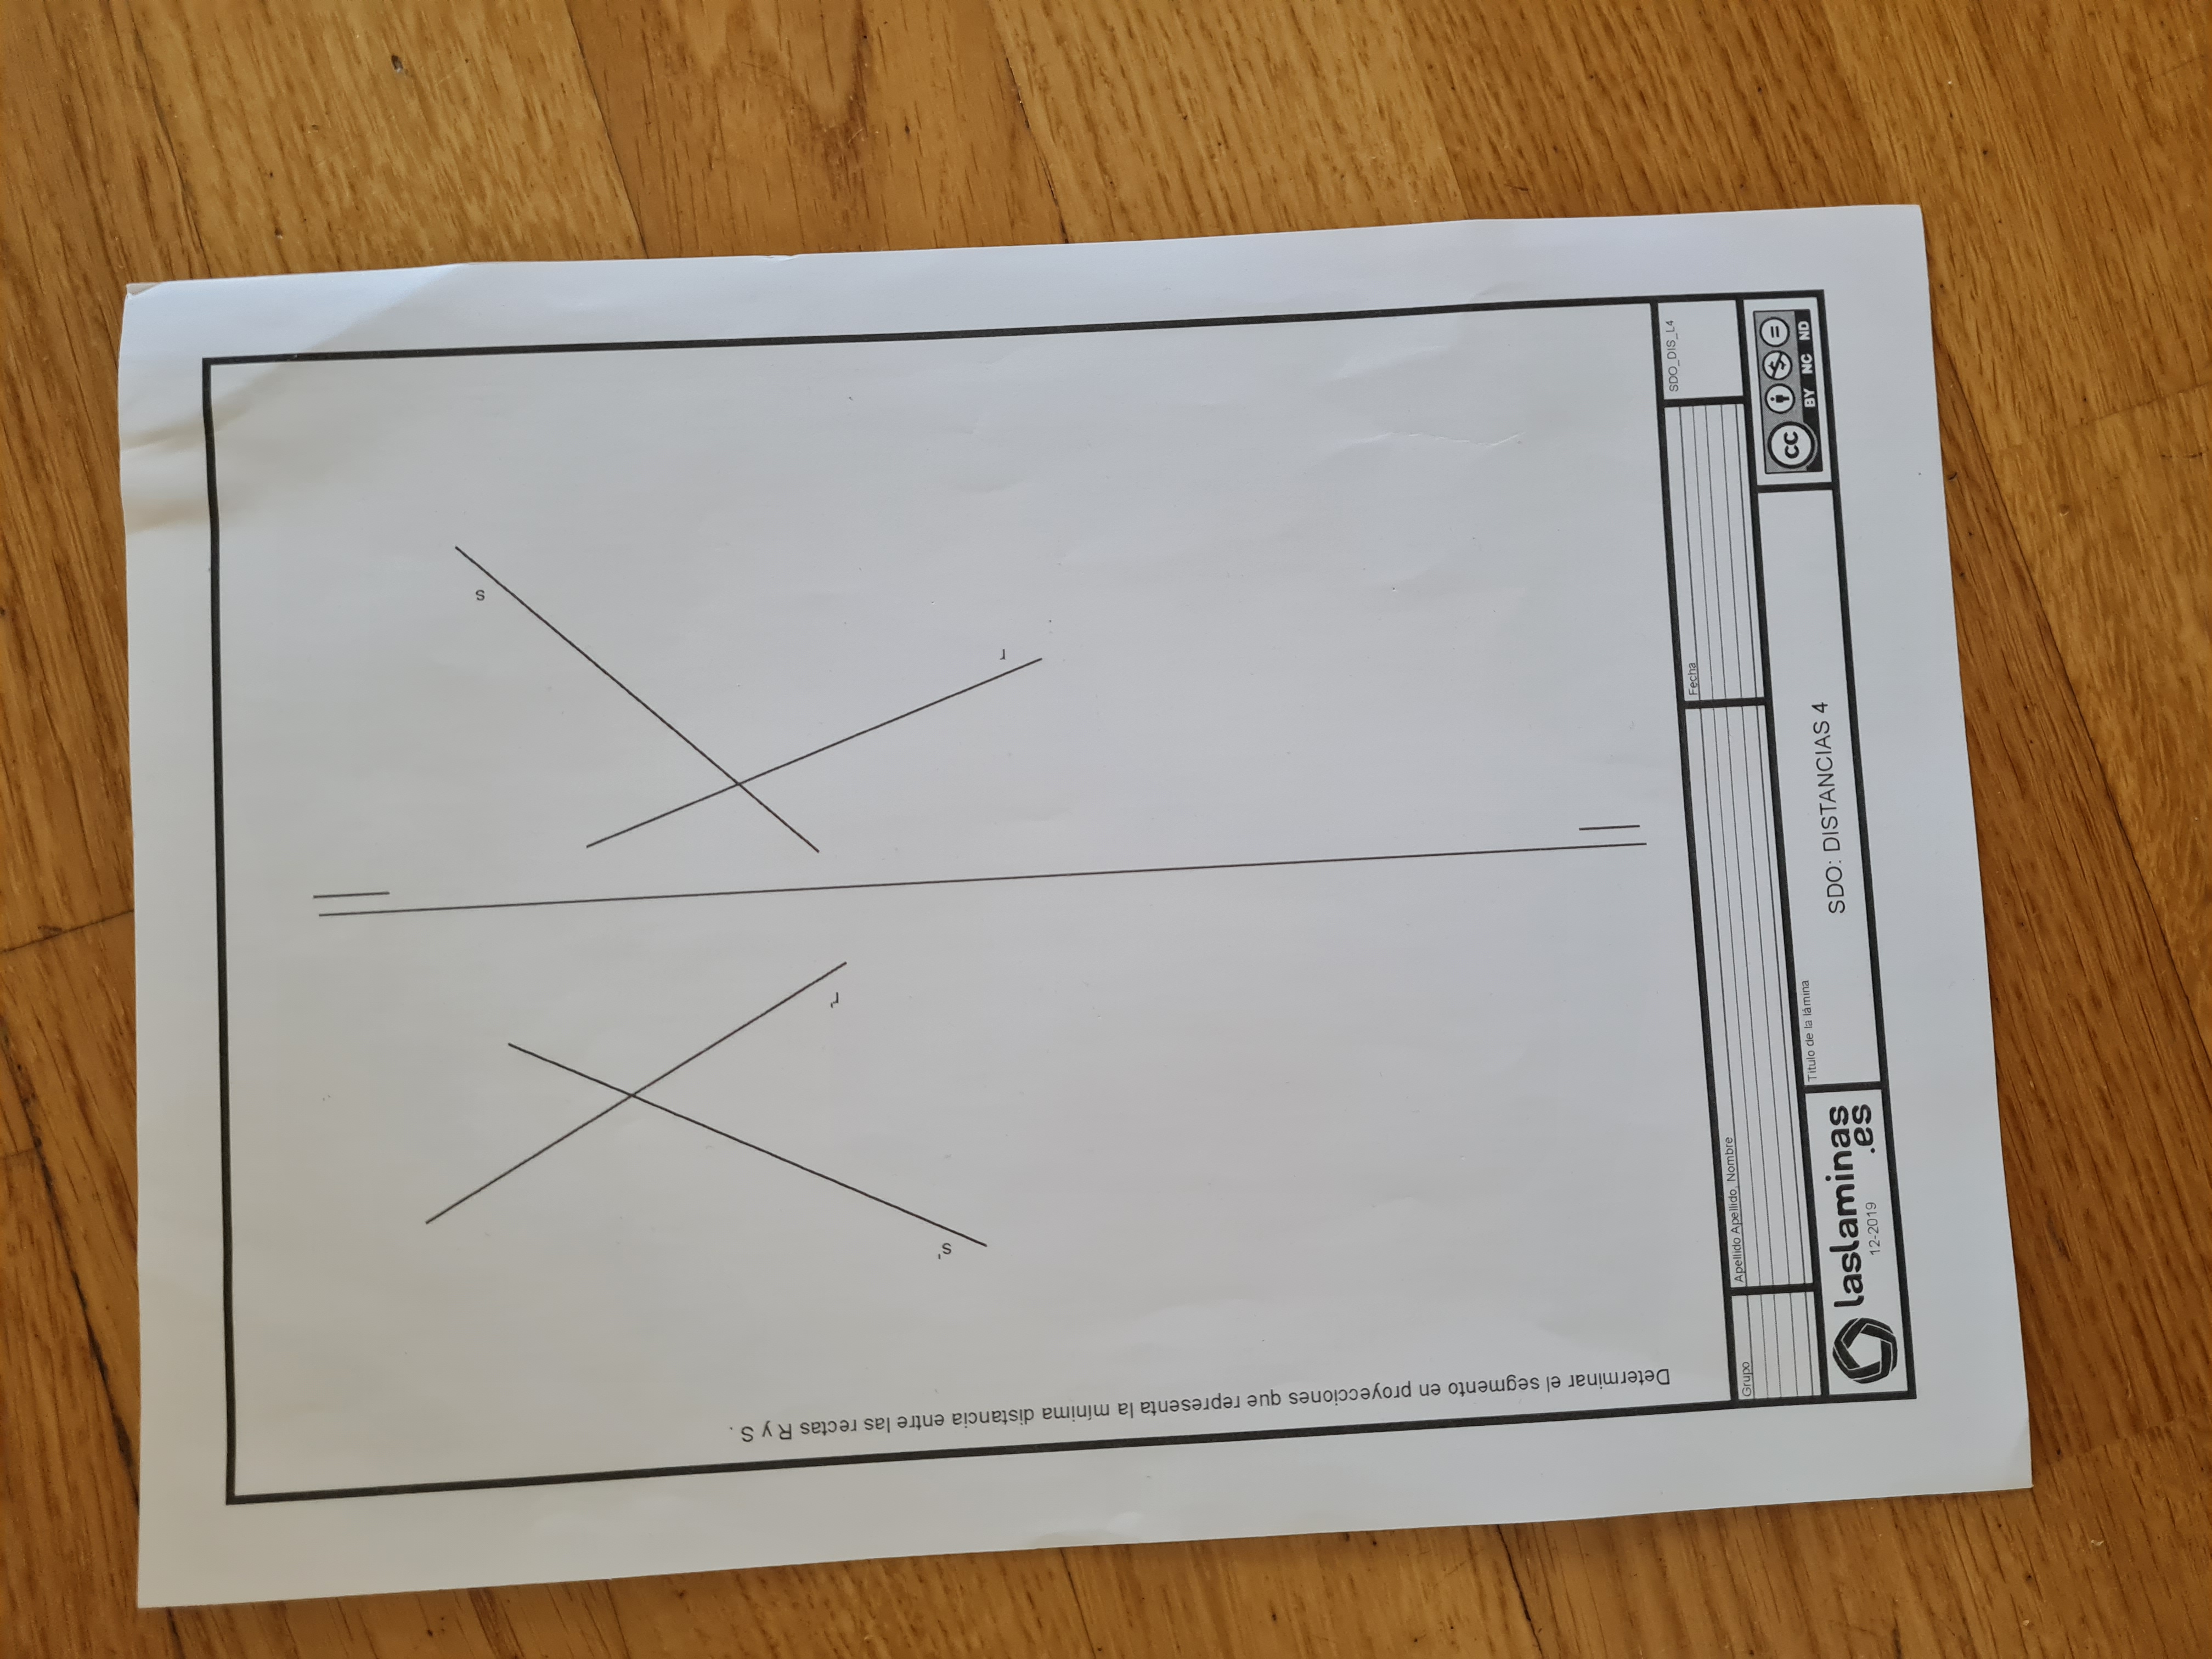 Determinar el segmento en proyecciones que representa la mínima distancia entre las rectas R y S .
s'
r'
r
s
Grupo
Apellido Apellido, Nombre
Fecha
SDO_DIS_L4
laslaminas
.es
12-2019
Título de la lámina
SDO: DISTANCIAS 4
cc
BY NC ND